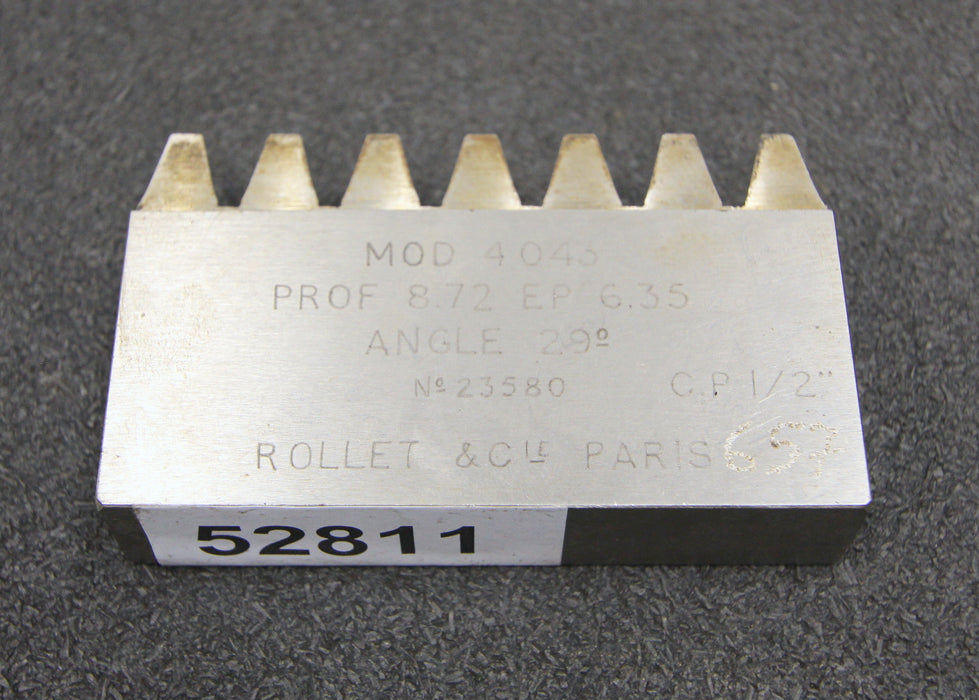 MOD 4043
PROF 8.72 EP 6.35
ANGLE 29º
Nº 23580 C.P 1/2"
ROLLET & CIE PARIS
52811